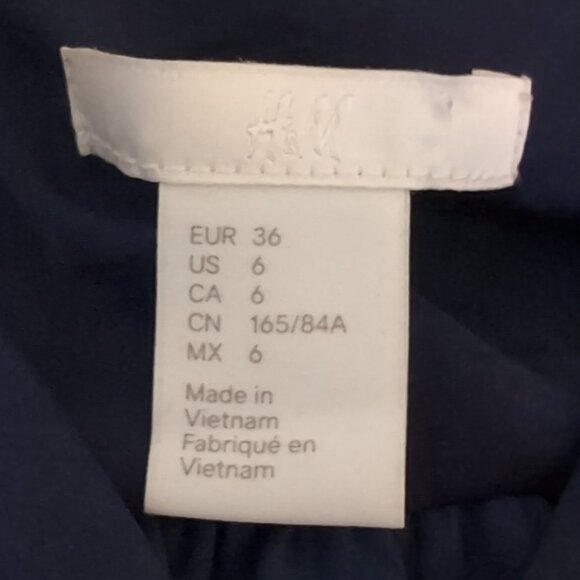 H&M
EUR 36
US 6
CA 6
CN 165/84A
MX 6
Made in
Vietnam
Fabriqué en
Vietnam